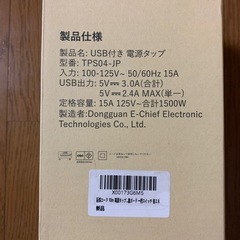 製品仕様
製品名: USB付き 電源タップ
型番: TPS04-JP
入力: 100-125V~ 50/60Hz 15A
USB出力: 5V⎓3.0A(合計)
5V⎓2.4A MAX(単一)
定格容量: 15A 125V~合計1500W
製造者: Dongguan E-Chief Electronic
Technologies Co., Ltd.
X001T3G6MS
新品